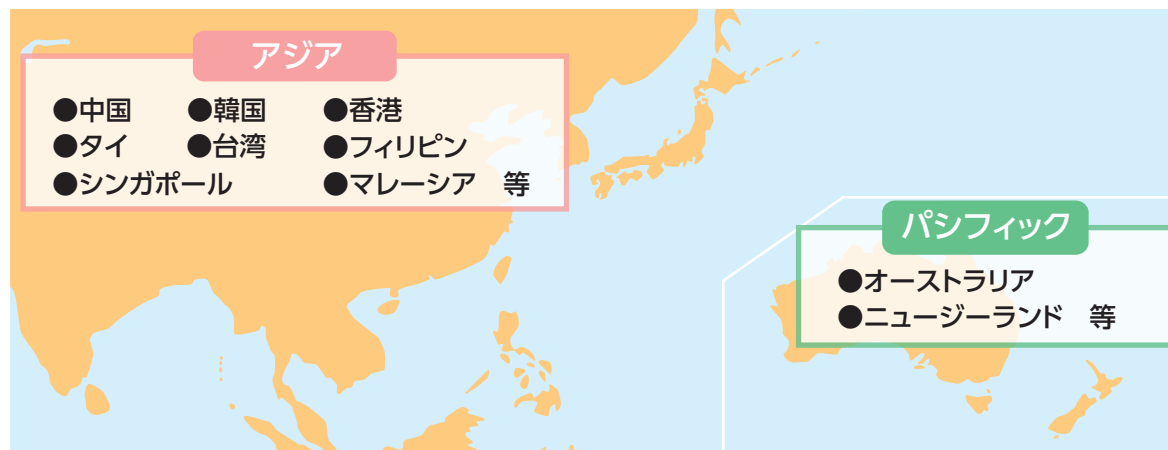 アジア
●中国 ●韓国 ●香港
●タイ ●台湾 ●フィリピン
●シンガポール ●マレーシア 等
パシフィック
●オーストラリア
●ニュージーランド 等